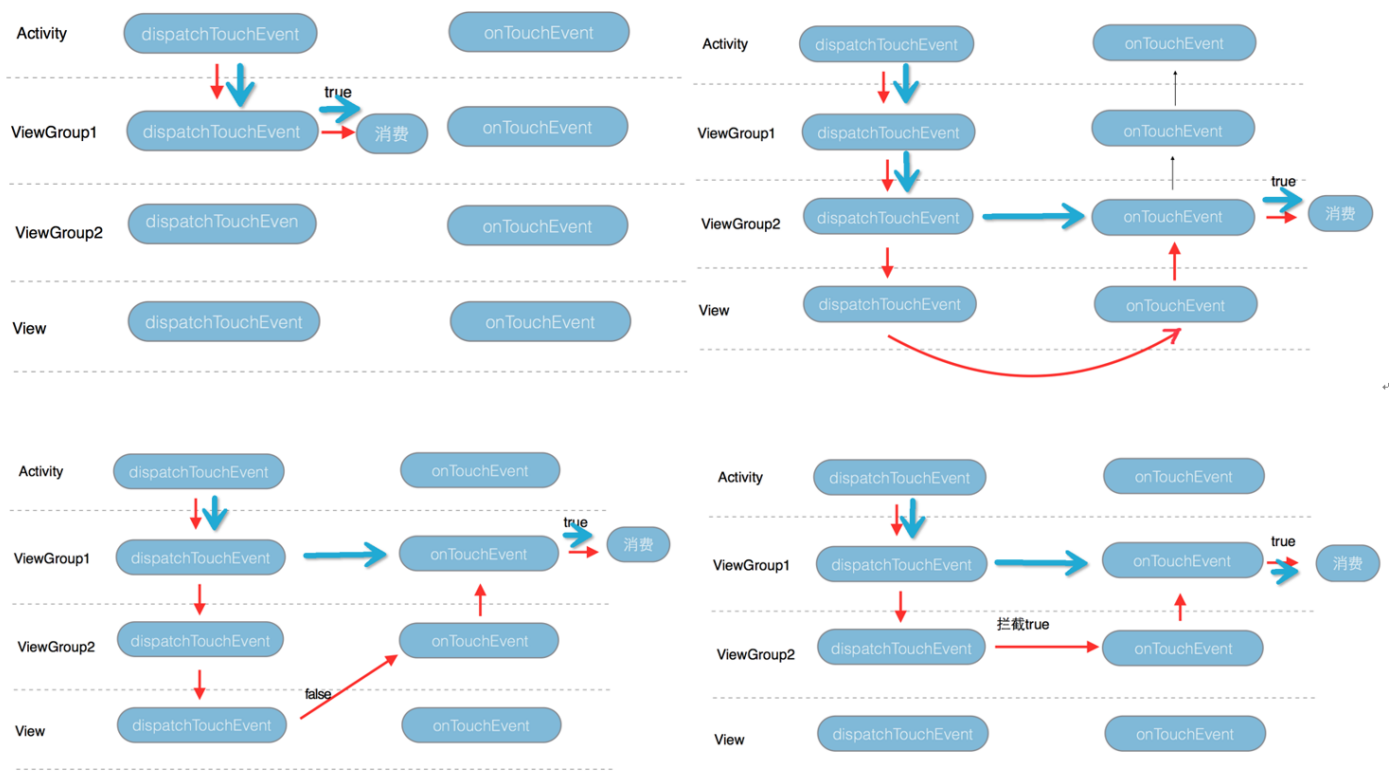 Activity
dispatchTouchEvent
onTouchEvent
true
ViewGroup1
dispatchTouchEvent
消费
onTouchEvent
ViewGroup2
dispatchTouchEven
onTouchEvent
View
dispatchTouchEvent
onTouchEvent
Activity
dispatchTouchEvent
onTouchEvent
ViewGroup1
dispatchTouchEvent
onTouchEvent
true
ViewGroup2
dispatchTouchEvent
onTouchEvent
消费
View
dispatchTouchEvent
onTouchEvent
Activity
dispatchTouchEvent
onTouchEvent
true
ViewGroup1
dispatchTouchEvent
onTouchEvent
消费
ViewGroup2
dispatchTouchEvent
onTouchEvent
false
View
dispatchTouchEvent
onTouchEvent
Activity
dispatchTouchEvent
onTouchEvent
true
ViewGroup1
dispatchTouchEvent
onTouchEvent
消费
拦截true
ViewGroup2
dispatchTouchEvent
onTouchEvent
View
dispatchTouchEvent
onTouchEvent